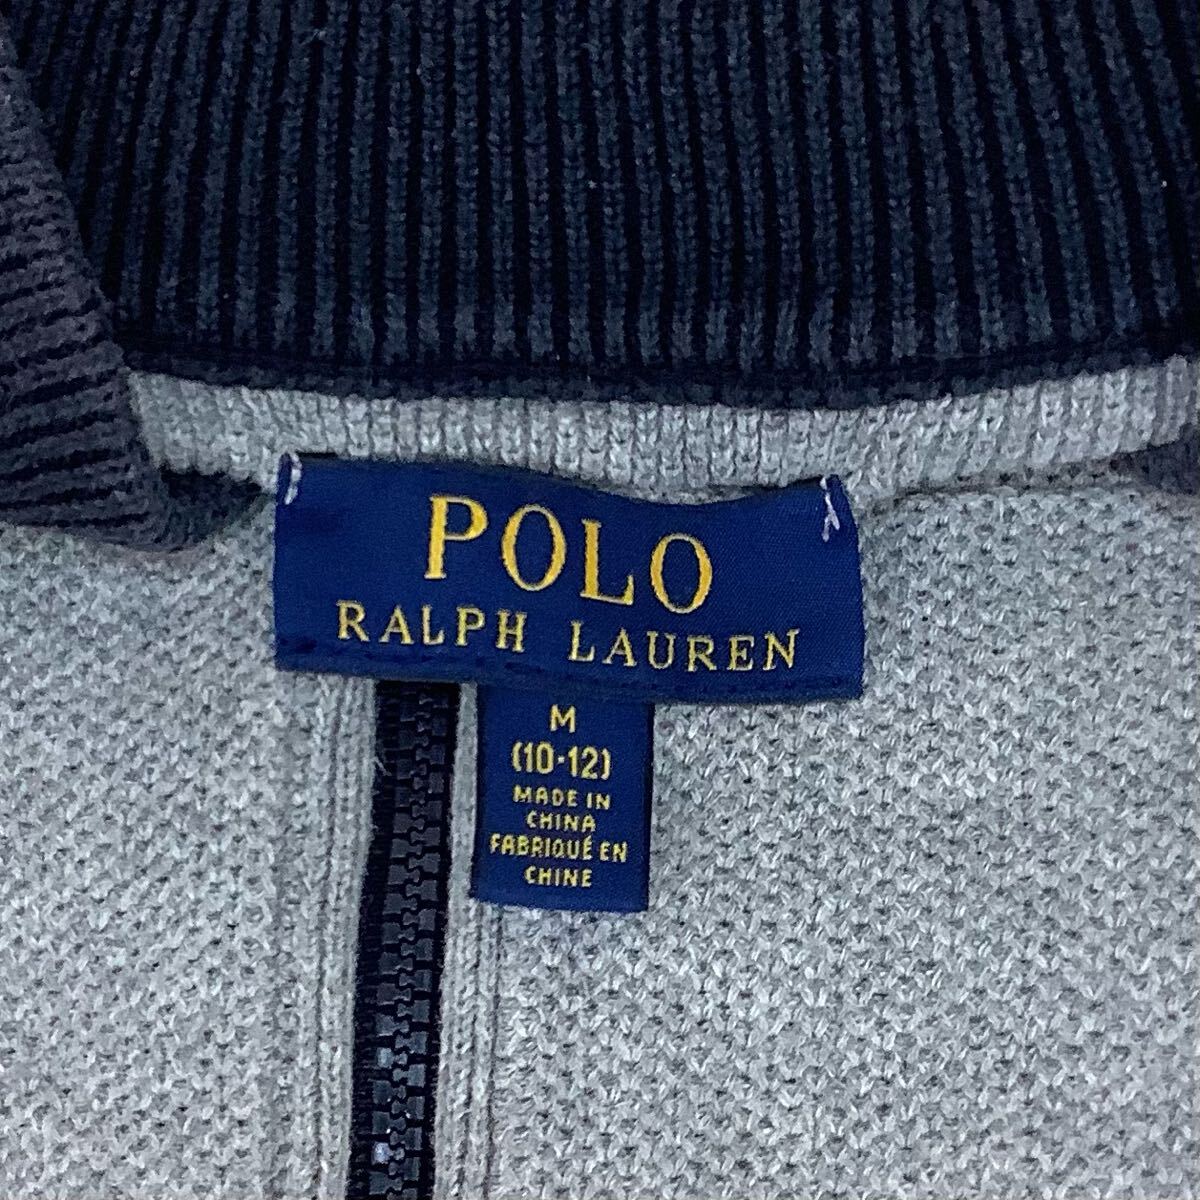 POLO
RALPH LAUREN
M
(10-12)
MADE IN
CHINA
FABRIQUÉ EN
CHINE